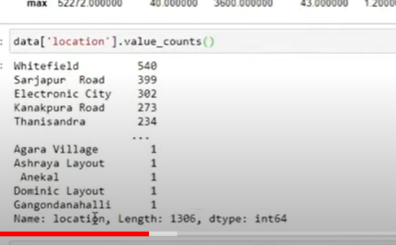 max 52272.000000 40.000000 3600.000000 43.000000
data['location'].value_counts()
Whitefield 540
Sarjapur  Road 399
Electronic City 302
Kanakpura Road 273
Thanisandra 234
...
Agara Village 1
Ashraya Layout 1
 Anekal 1
Dominic Layout 1
Gangondanahalli 1
Name: location, Length: 1306, dtype: int64